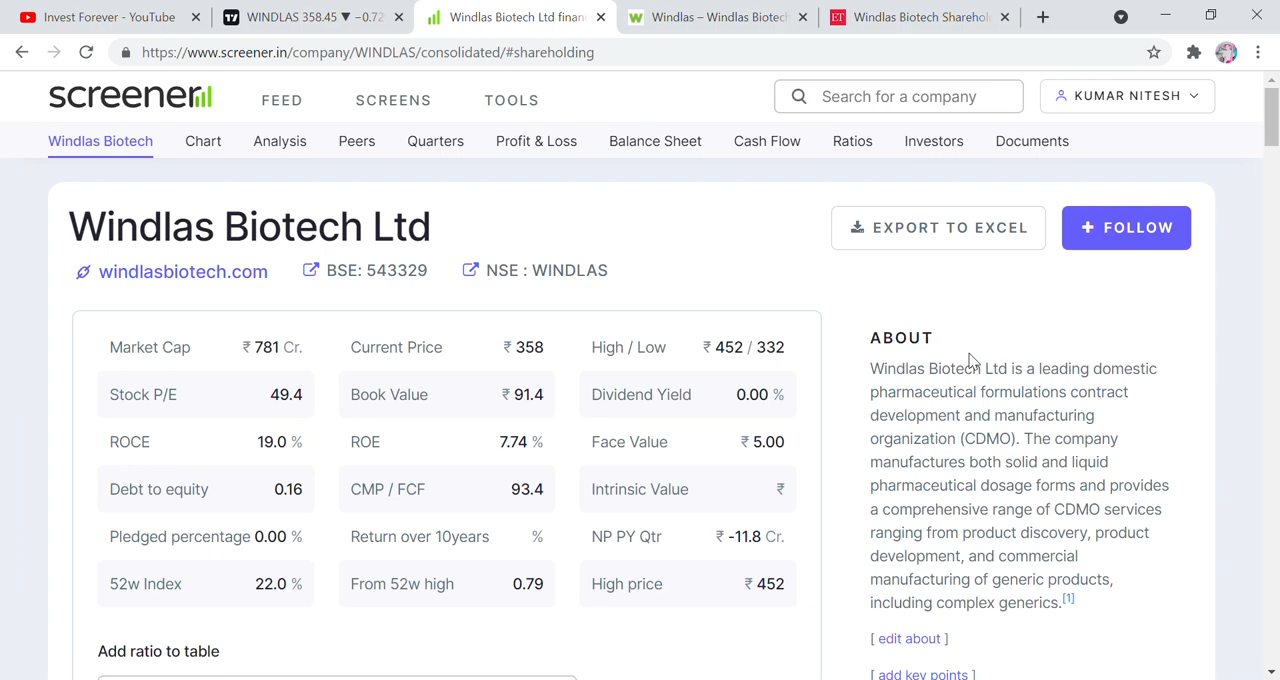 Invest Forever - YouTube
WINDLAS 358.45 ▼ −0.72
Windlas Biotech Ltd finan
Windlas – Windlas Biotech
ET Windlas Biotech Sharehol
https://www.screener.in/company/WINDLAS/consolidated/#shareholding
screener
FEED SCREENS TOOLS
Search for a company
KUMAR NITESH
Windlas Biotech Chart Analysis Peers Quarters Profit & Loss Balance Sheet Cash Flow Ratios Investors Documents
Windlas Biotech Ltd
EXPORT TO EXCEL
+ FOLLOW
windlasbiotech.com BSE: 543329 NSE : WINDLAS
Market Cap ₹ 781 Cr. Current Price ₹ 358 High / Low ₹ 452 / 332
Stock P/E 49.4 Book Value ₹ 91.4 Dividend Yield 0.00 %
ROCE 19.0 % ROE 7.74 % Face Value ₹ 5.00
Debt to equity 0.16 CMP / FCF 93.4 Intrinsic Value ₹
Pledged percentage 0.00 % Return over 10years % NP PY Qtr ₹ -11.8 Cr.
52w Index 22.0 % From 52w high 0.79 High price ₹ 452
Add ratio to table
ABOUT
Windlas Biotech Ltd is a leading domestic
pharmaceutical formulations contract
development and manufacturing
organization (CDMO). The company
manufactures both solid and liquid
pharmaceutical dosage forms and provides
a comprehensive range of CDMO services
ranging from product discovery, product
development, and commercial
manufacturing of generic products,
including complex generics.[1]
[ edit about ]
[ add key points ]